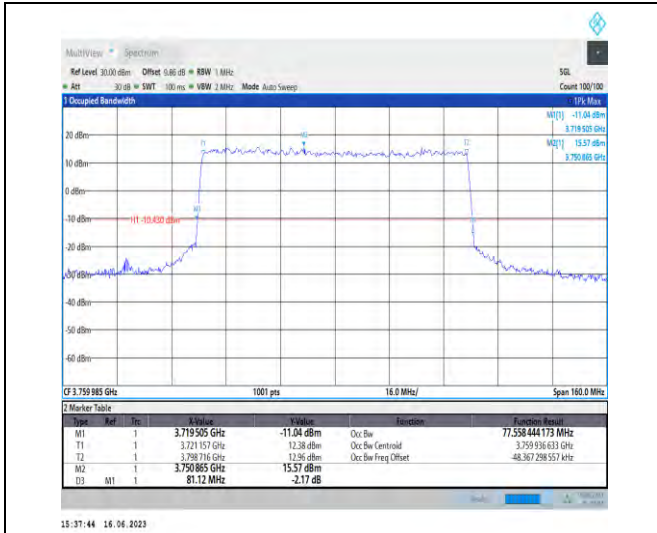 MultiView Spectrum
Ref Level 30.00 dBm Offset 0.86 dB RBW 1 MHz SGL
Att 30 dB SWT 100 ms VBW 2 MHz Mode Auto Sweep Count 100/100
1 Occupied Bandwidth 1Pk Max
M1[1] -11.04 dBm
3.719 505 GHz
M2[1] 15.57 dBm
3.750 865 GHz
20 dBm
T1 M2 T2
10 dBm
0 dBm
M1
-10 dBm H1 -10.430 dBm
-20 dBm
-30 dBm
-40 dBm
-50 dBm
-60 dBm
CF 3.759 985 GHz 1001 pts 16.0 MHz/ Span 160.0 MHz
2 Marker Table
Type Ref Trc X-Value Y-Value Function Function Result
M1 1 3.719 505 GHz -11.04 dBm Occ Bw 77.558 444 173 MHz
T1 1 3.721 157 GHz 12.38 dBm Occ Bw Centroid 3.759 936 633 GHz
T2 1 3.798 716 GHz 12.96 dBm Occ Bw Freq Offset -48.367 298 557 kHz
M2 1 3.750 865 GHz 15.57 dBm
D3 M1 1 81.12 MHz -2.17 dB
15:37:44 16.06.2023